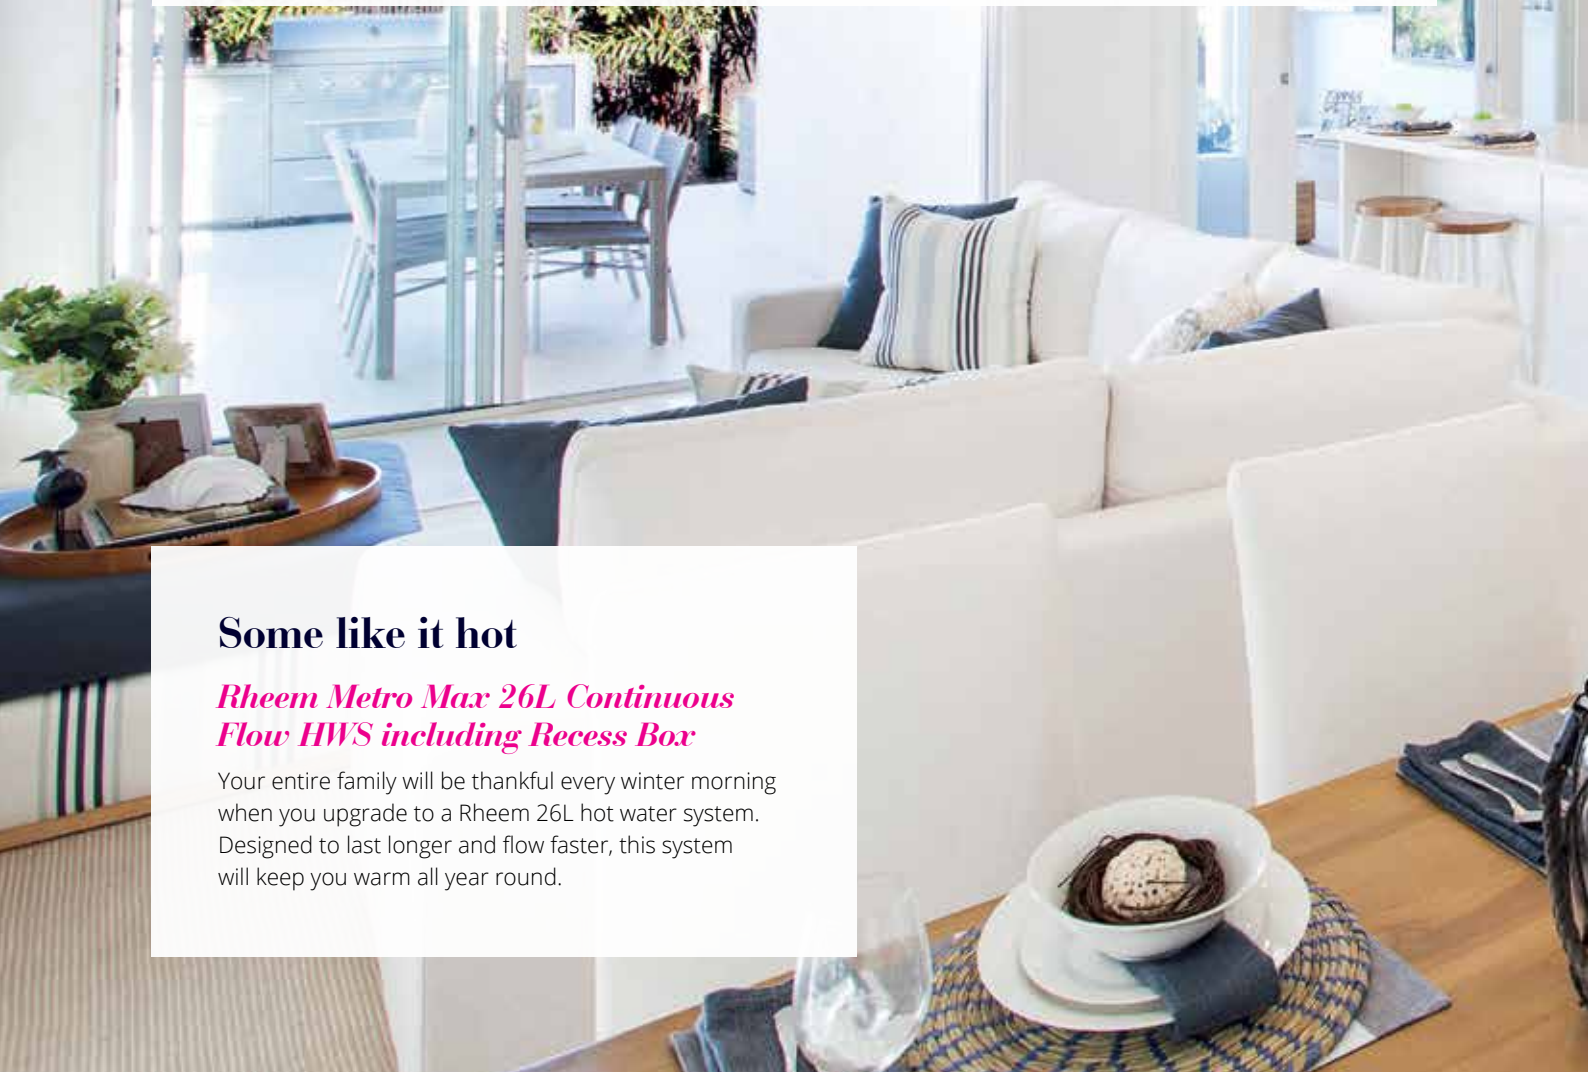 Some like it hot
Rheem Metro Max 26L Continuous
Flow HWS including Recess Box
Your entire family will be thankful every winter morning
when you upgrade to a Rheem 26L hot water system.
Designed to last longer and flow faster, this system
will keep you warm all year round.